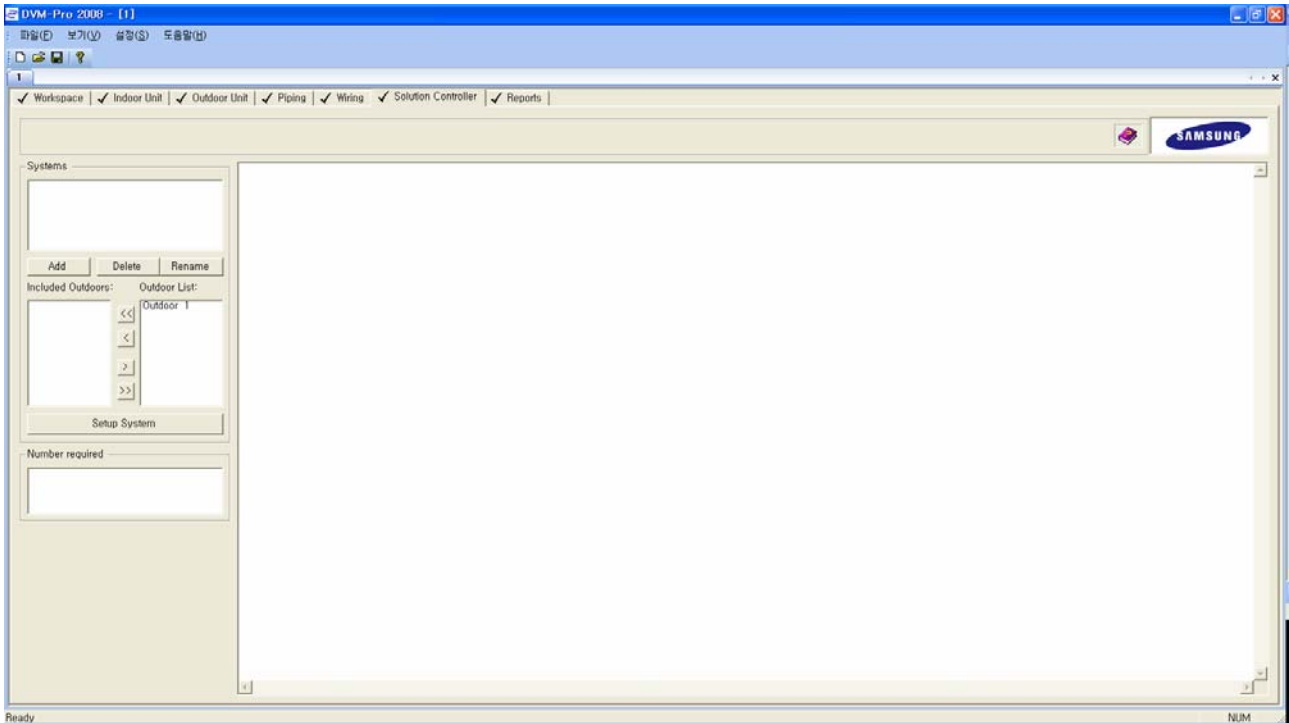 DVM-Pro 2008 - [1]
파일(F) 보기(V) 설정(S) 도움말(H)
1
Workspace Indoor Unit Outdoor Unit Piping Wiring Solution Controller Reports
SAMSUNG
Systems
Add Delete Rename
Included Outdoors: Outdoor List:
Outdoor 1
<<
<
>
>>
Setup System
Number required
Ready NUM